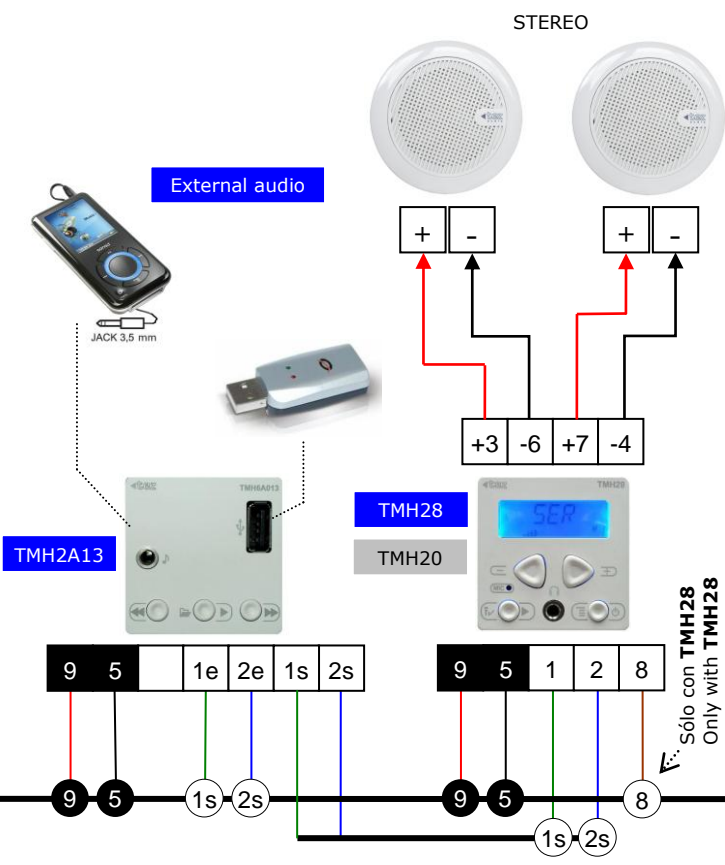 STEREO
External audio
+ - + -
JACK 3,5 mm
+3 -6 +7 -4
TMH6A013
TMH20
SER
TMH28
TMH2A13
TMH20
MIC
Sólo con TMH28
Only with TMH28
9 5 1e 2e 1s 2s
9 5 1 2 8
9 5 1s 2s
9 5 8
1s 2s